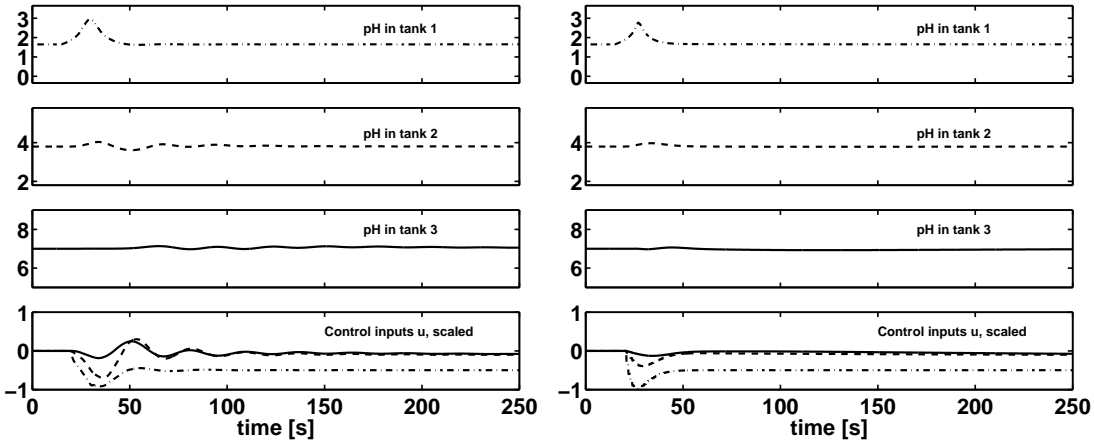 3
2
1
0
pH in tank 1
4
2
pH in tank 2
8
6
pH in tank 3
1
0
−1
Control inputs u, scaled
0 50 100 150 200 250
time [s]
3
2
1
0
pH in tank 1
4
2
pH in tank 2
8
6
pH in tank 3
1
0
−1
Control inputs u, scaled
0 50 100 150 200 250
time [s]